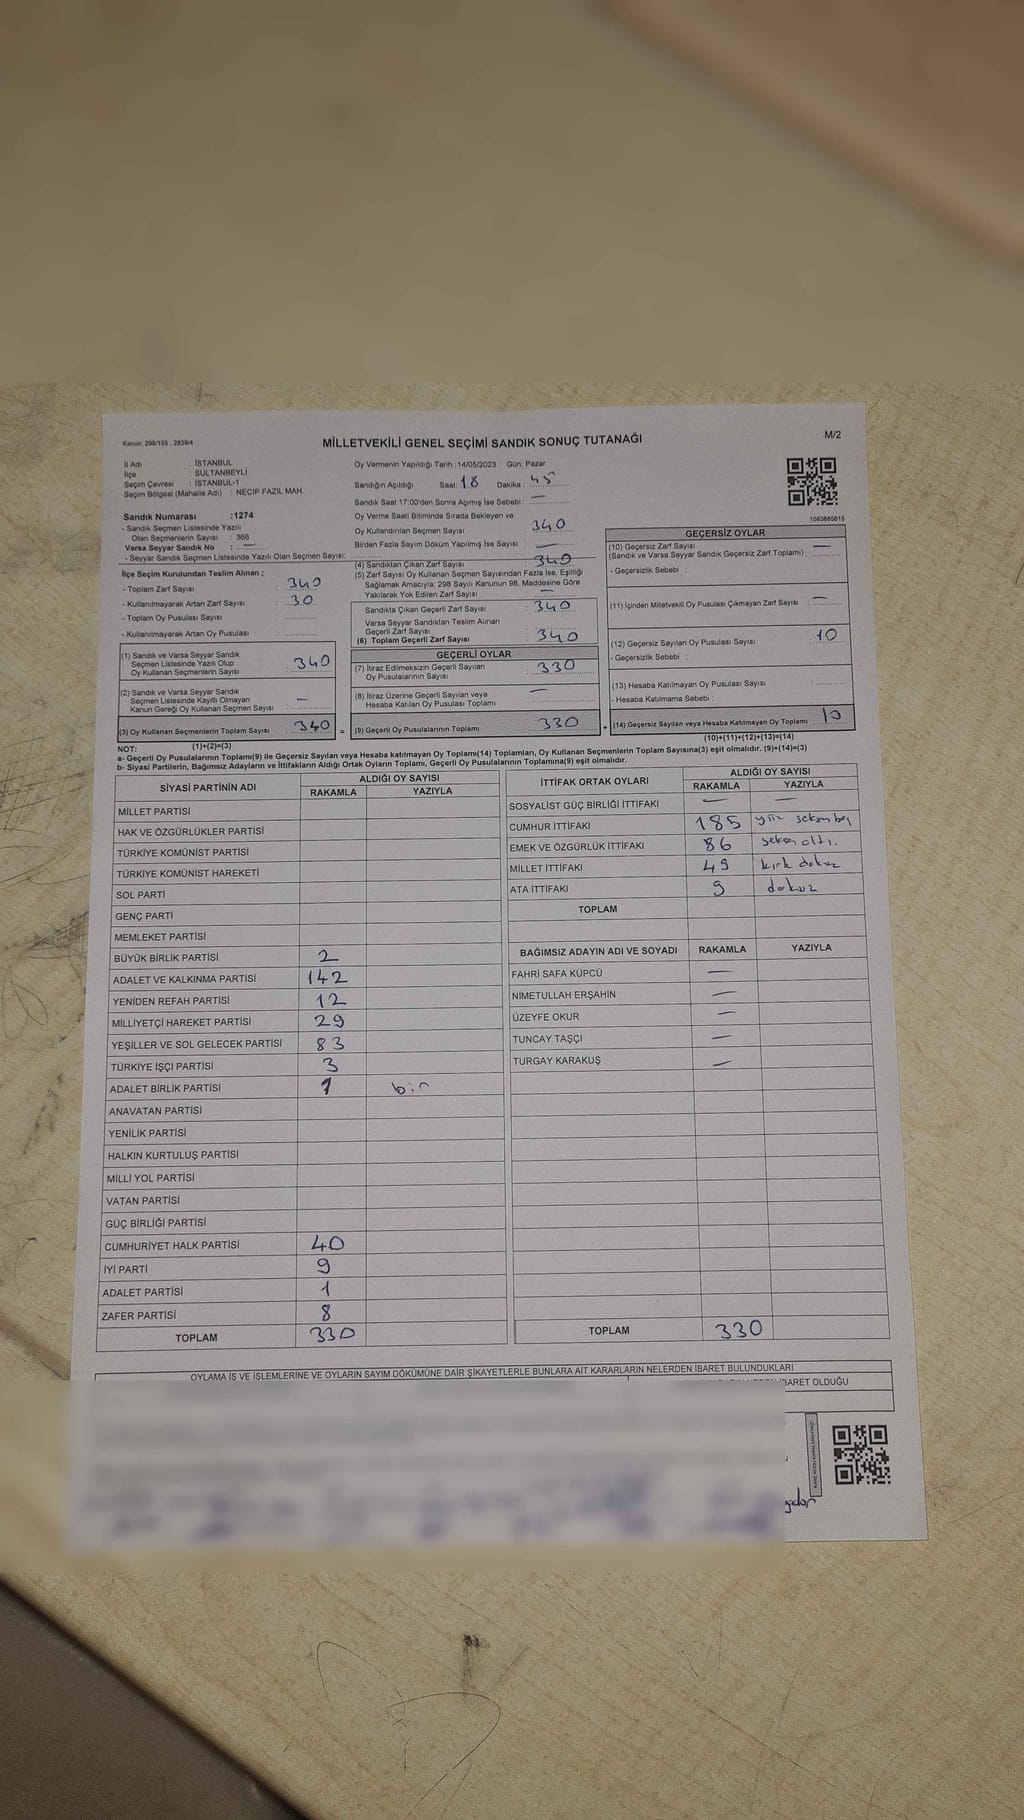 Kanun: 298/105 , 2839/4
MİLLETVEKİLİ GENEL SEÇİMİ SANDIK SONUÇ TUTANAĞI
M/2
İl Adı : İSTANBUL
İlçe : SULTANBEYLİ
Seçim Çevresi : İSTANBUL-1
Seçim Bölgesi (Mahalle Adı) : NECİP FAZIL MAH.
Sandık Numarası :1274
- Sandık Seçmen Listesinde Yazılı
Olan Seçmenlerin Sayısı : 366
Varsa Seyyar Sandık No : —
- Seyyar Sandık Seçmen Listesinde Yazılı Olan Seçmen Sayısı:
Oy Vermenin Yapıldığı Tarih :14/05/2023 Gün: Pazar
Sandığın Açıldığı Saat: 18 Dakika : 45
Sandık Saat 17:00'den Sonra Açılmış İse Sebebi : —
Oy Verme Saati Bitiminde Sırada Bekleyen ve
Oy Kullandırılan Seçmen Sayısı : 340
Birden Fazla Sayım Döküm Yapılmış İse Sayısı : —
1083685615
İlçe Seçim Kurulundan Teslim Alınan ;
- Toplam Zarf Sayısı : 340
- Kullanılmayarak Artan Zarf Sayısı : 30
- Toplam Oy Pusulası Sayısı :
- Kullanılmayarak Artan Oy Pusulası :
(1) Sandık ve Varsa Seyyar Sandık
Seçmen Listesinde Yazılı Olup
Oy Kullanan Seçmenlerin Sayısı : 340
(2) Sandık ve Varsa Seyyar Sandık
Seçmen Listesinde Kayıtlı Olmayan
Kanun Gereği Oy Kullanan Seçmen Sayısı : —
(3) Oy Kullanan Seçmenlerin Toplam Sayısı : 340 =
(1)+(2)=(3)
(4) Sandıktan Çıkan Zarf Sayısı : 340
(5) Zarf Sayısı Oy Kullanan Seçmen Sayısından Fazla İse, Eşitliği
Sağlamak Amacıyla; 298 Sayılı Kanunun 98. Maddesine Göre
Yakılarak Yok Edilen Zarf Sayısı : —
Sandıkta Çıkan Geçerli Zarf Sayısı : 340
Varsa Seyyar Sandıktan Teslim Alınan
Geçerli Zarf Sayısı :
(6) Toplam Geçerli Zarf Sayısı : 340
GEÇERLİ OYLAR
(7) İtiraz Edilmeksizin Geçerli Sayılan
Oy Pusulalarının Sayısı : 330
(8) İtiraz Üzerine Geçerli Sayılan veya
Hesaba Katılan Oy Pusulası Toplamı : —
(9) Geçerli Oy Pusulalarının Toplamı : 330 +
GEÇERSİZ OYLAR
(10) Geçersiz Zarf Sayısı : —
(Sandık ve Varsa Seyyar Sandık Geçersiz Zarf Toplamı)
- Geçersizlik Sebebi :
(11) İçinden Milletvekili Oy Pusulası Çıkmayan Zarf Sayısı : —
(12) Geçersiz Sayılan Oy Pusulası Sayısı : 10
- Geçersizlik Sebebi :
(13) Hesaba Katılmayan Oy Pusulası Sayısı :
- Hesaba Katılmama Sebebi :
(14) Geçersiz Sayılan veya Hesaba Katılmayan Oy Toplamı : 10
(10)+(11)+(12)+(13)=(14)
NOT:
a- Geçerli Oy Pusulalarının Toplamı(9) ile Geçersiz Sayılan veya Hesaba katılmayan Oy Toplamı(14) Toplamları, Oy Kullanan Seçmenlerin Toplam Sayısına(3) eşit olmalıdır. (9)+(14)=(3)
b- Siyasi Partilerin, Bağımsız Adayların ve İttifakların Aldığı Ortak Oyların Toplamı, Geçerli Oy Pusulalarının Toplamına(9) eşit olmalıdır.
SİYASİ PARTİNİN ADI ALDIĞI OY SAYISI
RAKAMLA YAZIYLA
MİLLET PARTİSİ
HAK VE ÖZGÜRLÜKLER PARTİSİ
TÜRKİYE KOMÜNİST PARTİSİ
TÜRKİYE KOMÜNİST HAREKETİ
SOL PARTİ
GENÇ PARTİ
MEMLEKET PARTİSİ
BÜYÜK BİRLİK PARTİSİ 2
ADALET VE KALKINMA PARTİSİ 142
YENİDEN REFAH PARTİSİ 12
MİLLİYETÇİ HAREKET PARTİSİ 29
YEŞİLLER VE SOL GELECEK PARTİSİ 83
TÜRKİYE İŞÇİ PARTİSİ 3
ADALET BİRLİK PARTİSİ 1 bir
ANAVATAN PARTİSİ
YENİLİK PARTİSİ
HALKIN KURTULUŞ PARTİSİ
MİLLİ YOL PARTİSİ
VATAN PARTİSİ
GÜÇ BİRLİĞİ PARTİSİ
CUMHURİYET HALK PARTİSİ 40
İYİ PARTİ 9
ADALET PARTİSİ 1
ZAFER PARTİSİ 8
TOPLAM 330
İTTİFAK ORTAK OYLARI ALDIĞI OY SAYISI
RAKAMLA YAZIYLA
SOSYALİST GÜÇ BİRLİĞİ İTTİFAKI — —
CUMHUR İTTİFAKI 185 yüz seksenbeş
EMEK VE ÖZGÜRLÜK İTTİFAKI 86 seksenaltı.
MİLLET İTTİFAKI 49 kırk dokuz
ATA İTTİFAKI 9 dokuz
TOPLAM
BAĞIMSIZ ADAYIN ADI VE SOYADI RAKAMLA YAZIYLA
FAHRİ SAFA KÜPCÜ —
NİMETULLAH ERŞAHİN —
ÜZEYFE OKUR —
TUNCAY TAŞÇI —
TURGAY KARAKUŞ —
TOPLAM 330
OYLAMA İŞ VE İŞLEMLERİNE VE OYLARIN SAYIM DÖKÜMÜNE DAİR ŞİKAYETLERLE BUNLARA AİT KARARLARIN NELERDEN İBARET BULUNDUKLARI
İBARET OLDUĞU